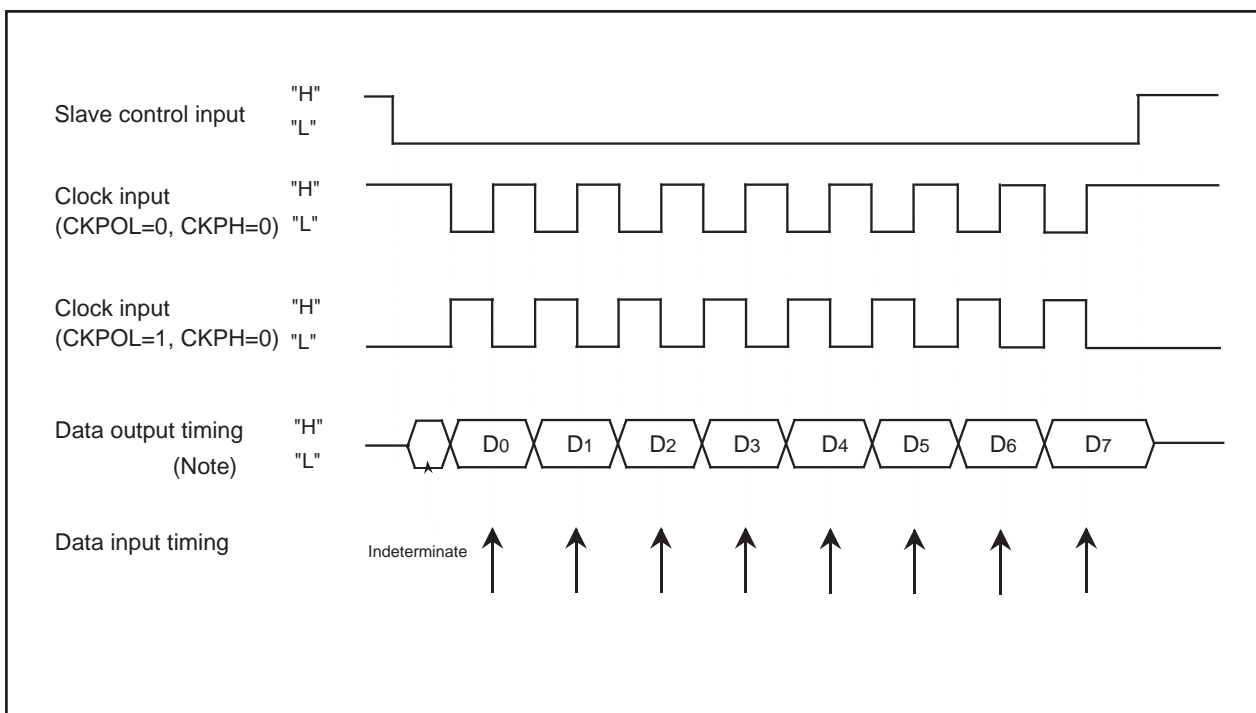 Slave control input
"H"
"L"
Clock input
(CKPOL=0, CKPH=0)
"H"
"L"
Clock input
(CKPOL=1, CKPH=0)
"H"
"L"
Data output timing
(Note)
"H"
"L"
D0 D1 D2 D3 D4 D5 D6 D7
Data input timing
Indeterminate